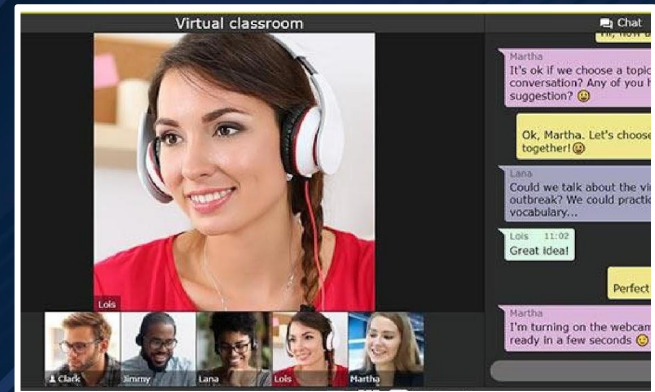 Virtual classroom
Chat
Martha
It's ok if we choose a topic
conversation? Any of you
suggestion?
Ok, Martha. Let's choose
together!
Lana
Could we talk about the
outbreak? We could
vocabulary...
Lois 11:02
Great idea!
Perfect
Martha
I'm turning on the webcam
ready in a few seconds
Lois
Clark
Jimmy
Lana
Lois
Martha